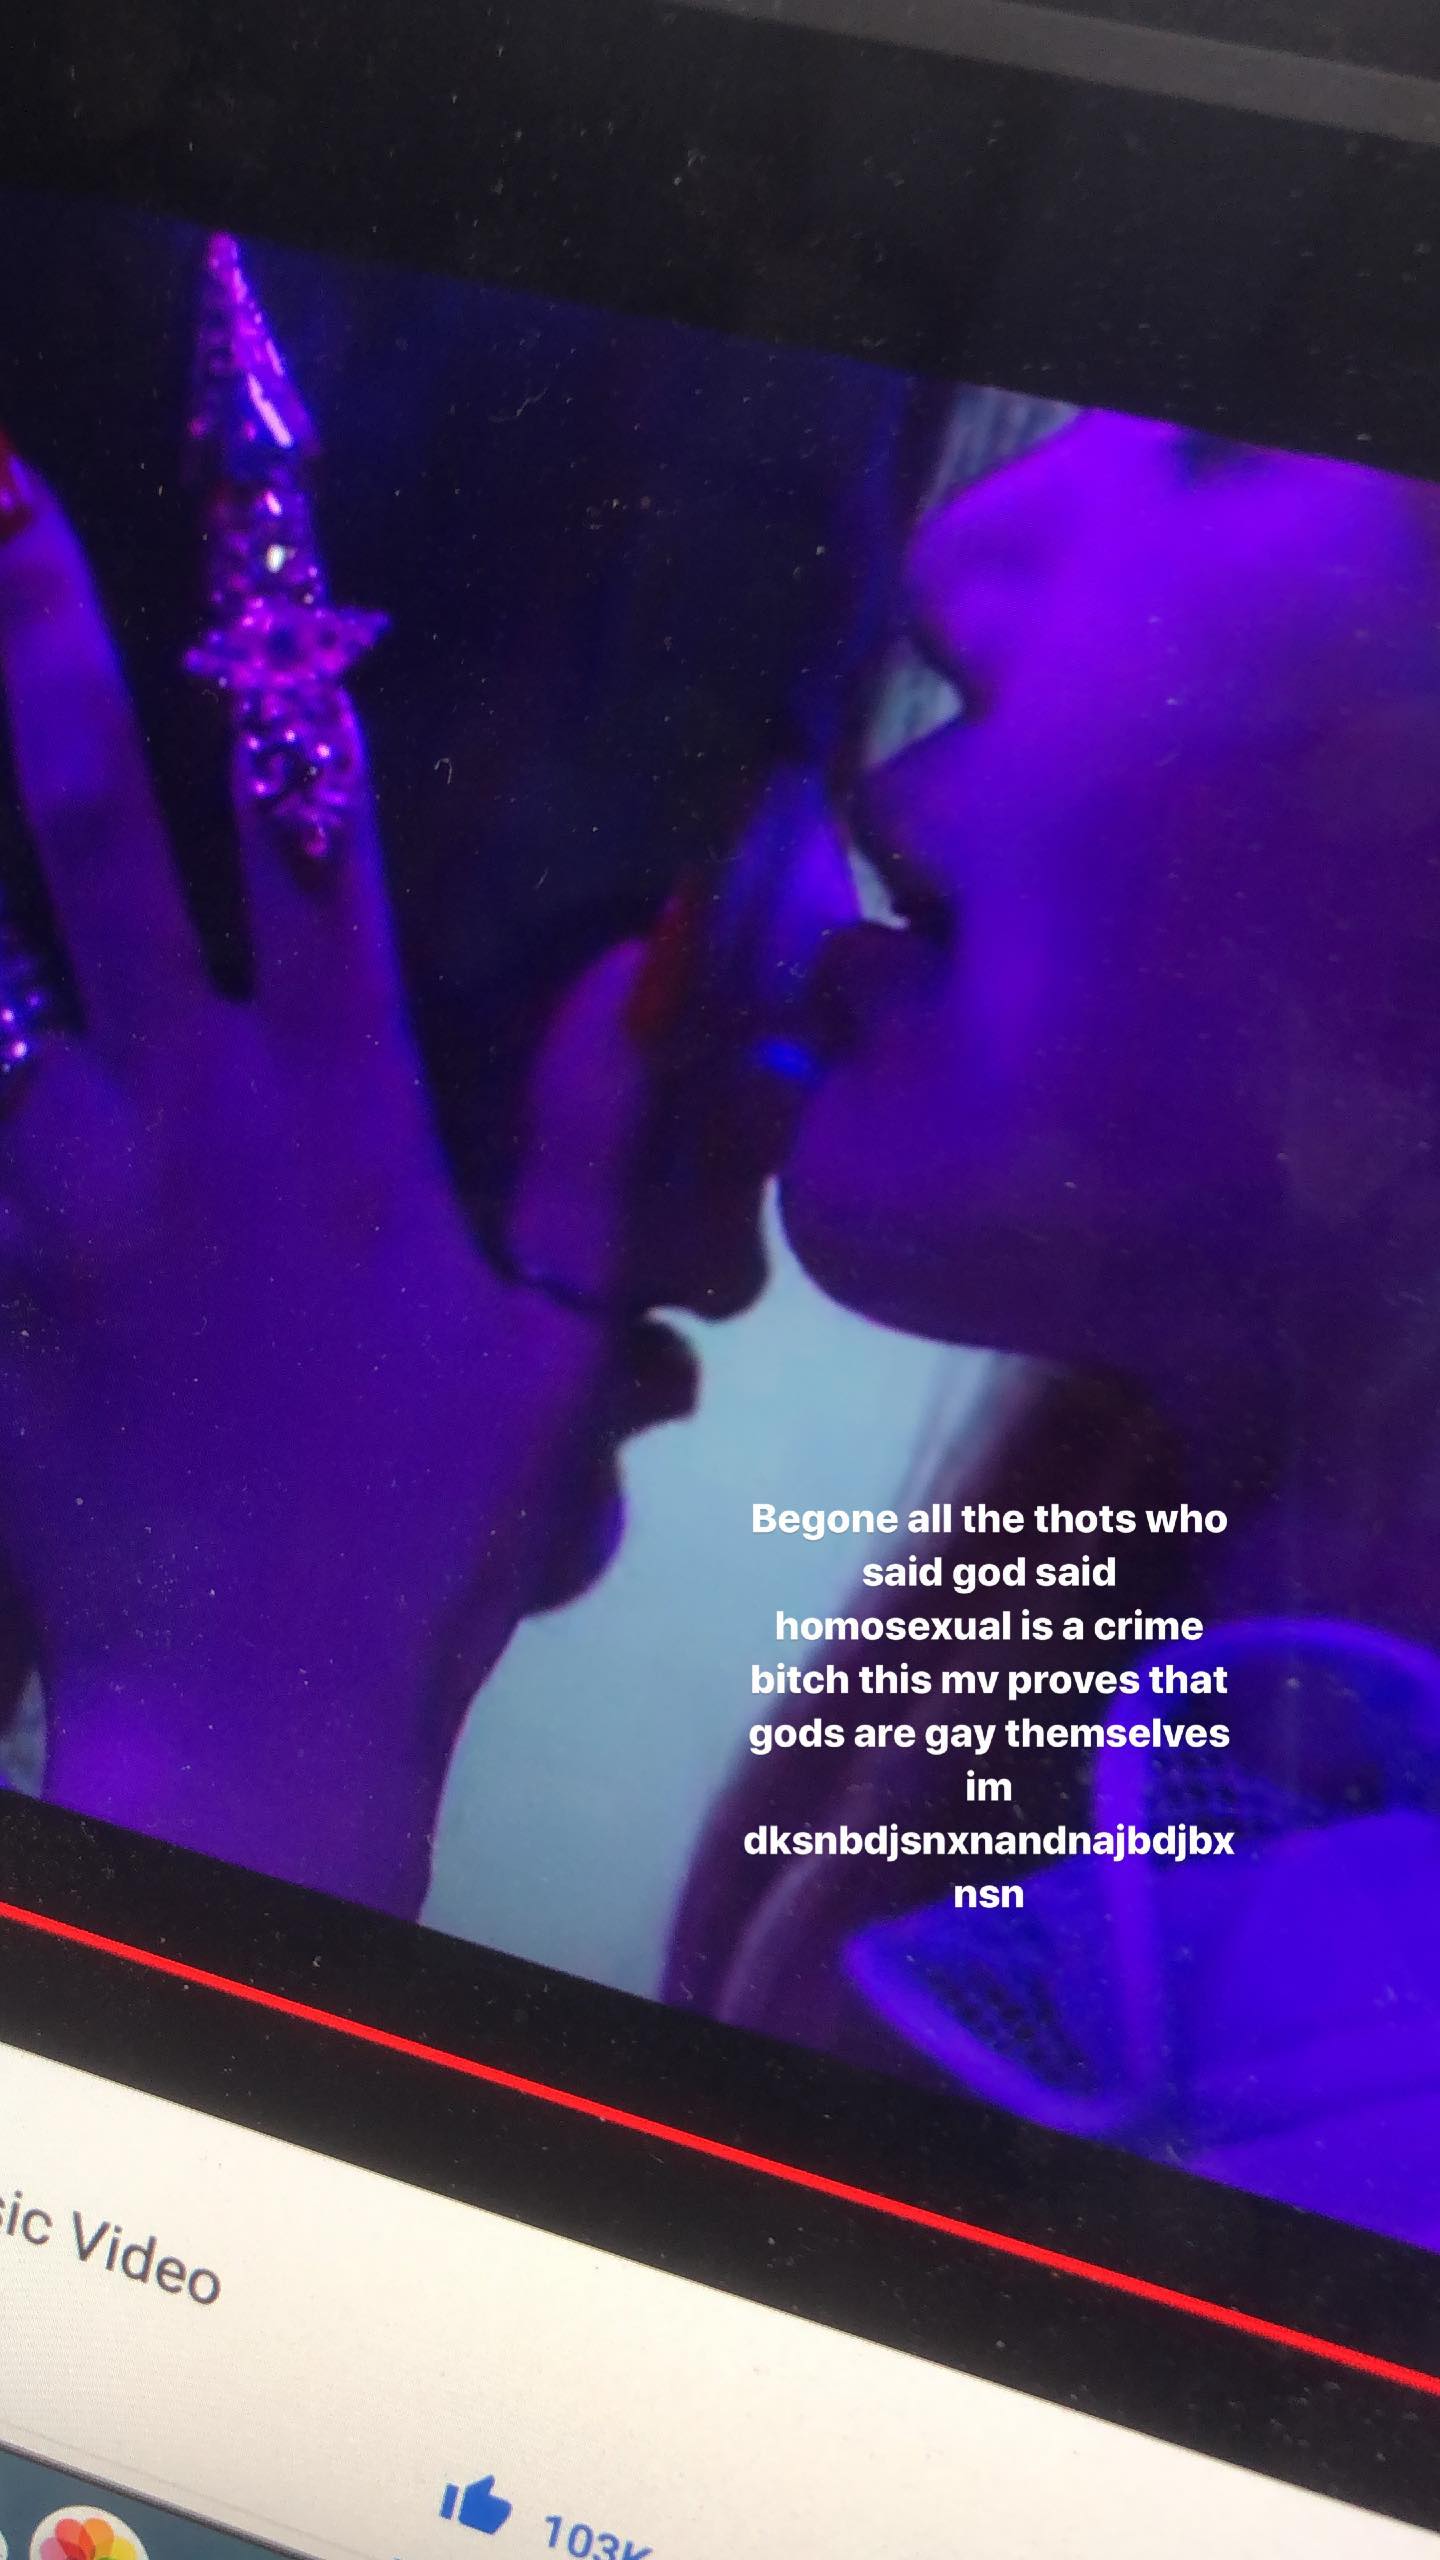 Begone all the thots who
said god said
homosexual is a crime
bitch this mv proves that
gods are gay themselves
im
dksnbdjsnxnandnajbdjbx
nsn
sic Video
103K